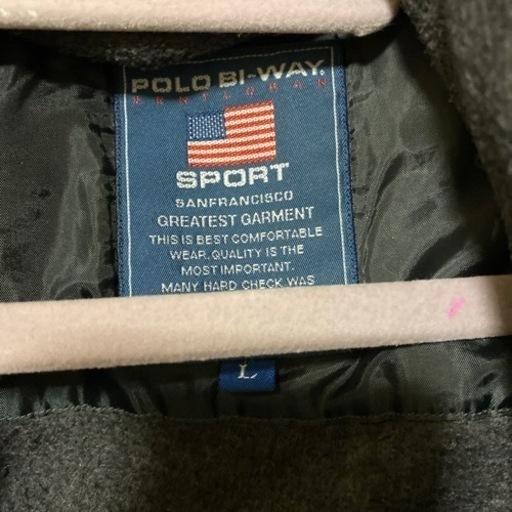 POLO BI-WAY.
SPORT
SANFRANCISCO
GREATEST GARMENT
THIS IS BEST COMFORTABLE
WEAR. QUALITY IS THE
MOST IMPORTANT.
MANY HARD CHECK WAS
L